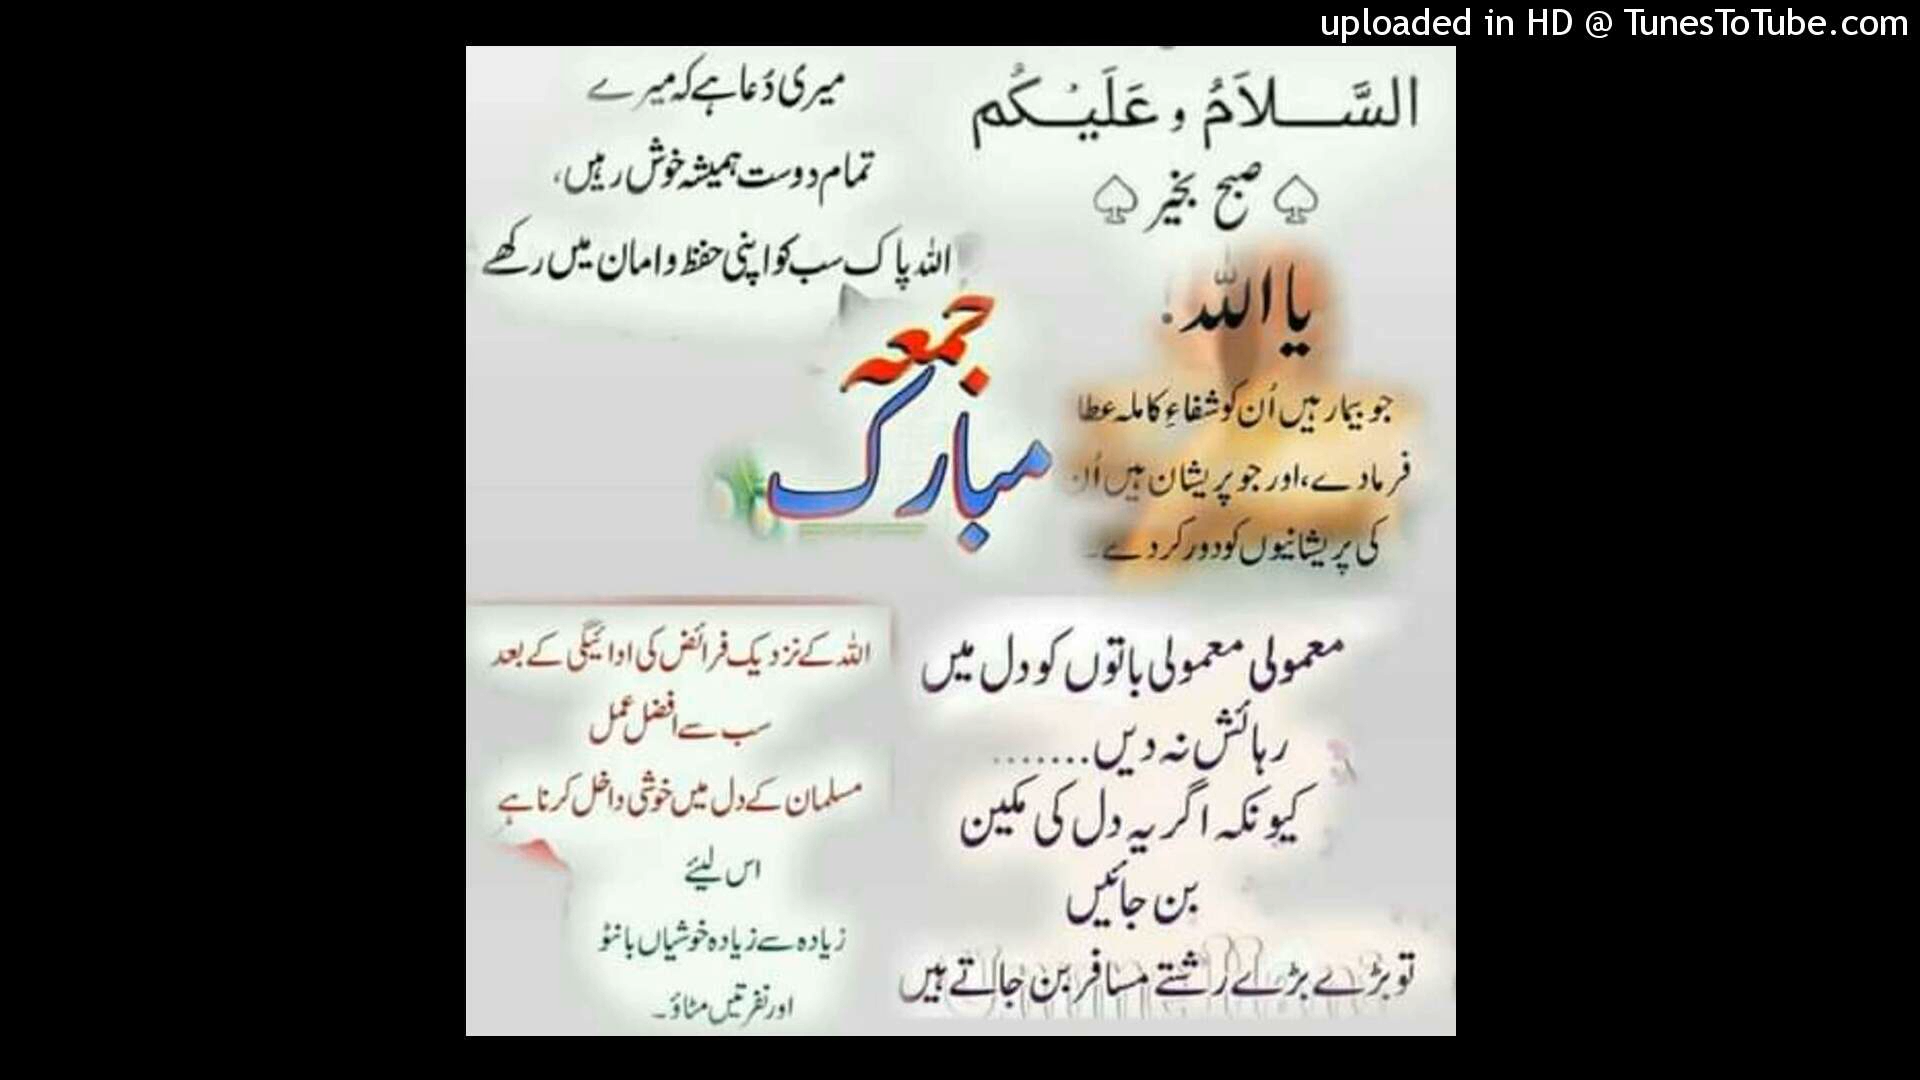 uploaded in HD @ TunesToTube.com
السَّلَامُ و عَلَیْکُم
♤ صبح بخیر ♤
یا اللہ!
جو بیمار ہیں اُن کو شفاءِ کاملہ عطا
فرما دے، اور جو پریشان ہیں اُن
کی پریشانیوں کو دور کر دے۔
میری دُعا ہے کہ میرے
تمام دوست ہمیشہ خوش رہیں،
اللہ پاک سب کو اپنی حفظ و امان میں رکھے
جمعہ
مبارک
معمولی معمولی باتوں کو دل میں
رہائش نہ دیں.......
کیونکہ اگر یہ دل کی مکین
بن جائیں
تو بڑے بڑے رشتے مسافر بن جاتے ہیں
اللہ کے نزدیک فرائض کی ادائیگی کے بعد
سب سے افضل عمل
مسلمان کے دل میں خوشی داخل کرنا ہے
اس لیئے
زیادہ سے زیادہ خوشیاں بانٹو
اور نفرتیں مٹاؤ۔